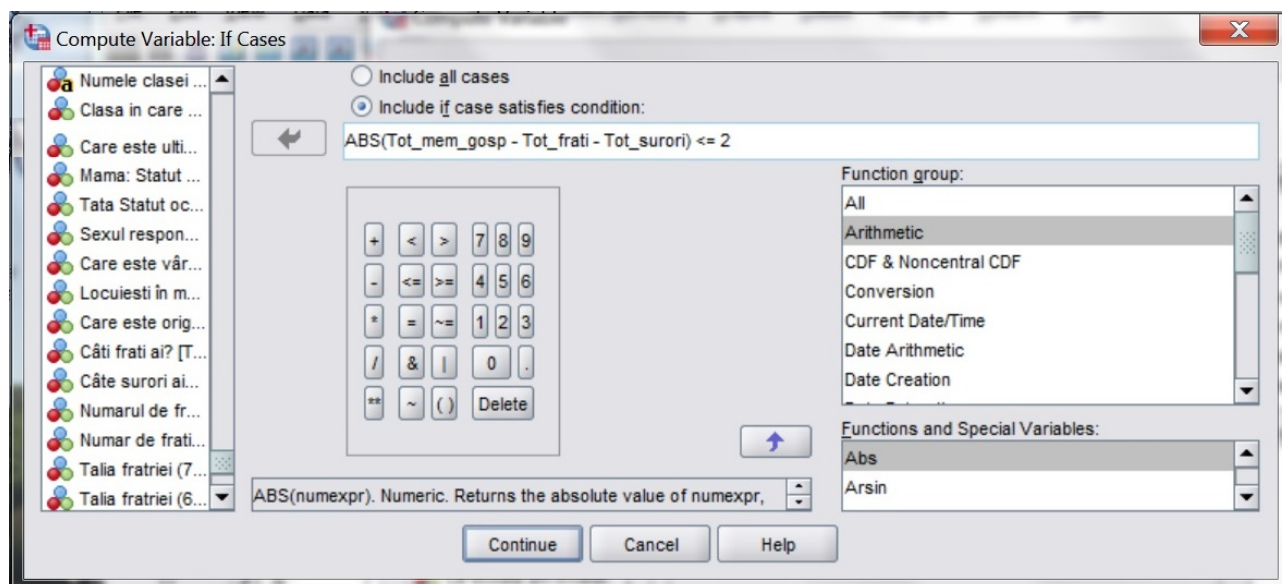 Compute Variable: If Cases
Numele clasei ...
Clasa in care ...
Care este ulti...
Mama: Statut ...
Tata Statut oc...
Sexul respon...
Care este vâr...
Locuiesti în m...
Care este orig...
Câti frati ai? [T...
Câte surori ai...
Numarul de fr...
Numar de frati...
Talia fratriei (7...
Talia fratriei (6...
Include all cases
Include if case satisfies condition:
ABS(Tot_mem_gosp - Tot_frati - Tot_surori) <= 2
+ < > 7 8 9
- <= >= 4 5 6
* = ~= 1 2 3
/ & | 0 .
** ~ ( ) Delete
Function group:
All
Arithmetic
CDF & Noncentral CDF
Conversion
Current Date/Time
Date Arithmetic
Date Creation
Functions and Special Variables:
Abs
Arsin
ABS(numexpr). Numeric. Returns the absolute value of numexpr,
Continue Cancel Help